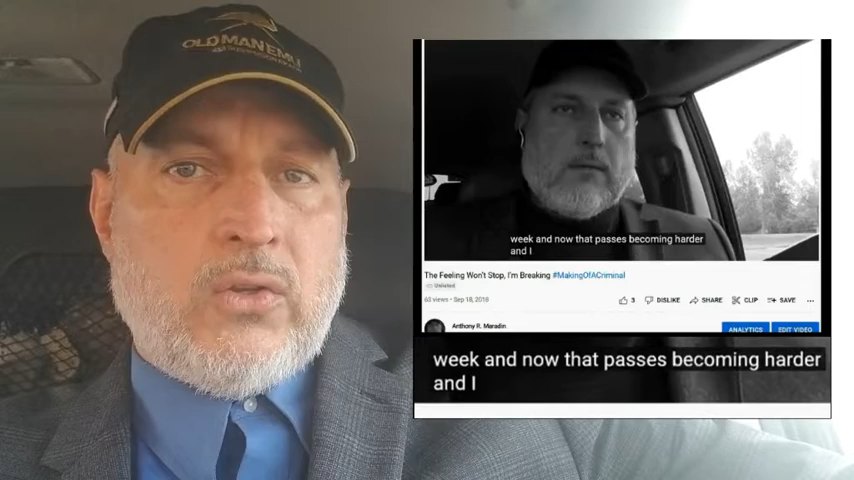 OLD MAN EMU
week and now that passes becoming harder
and I
The Feeling Won't Stop, I'm Breaking #MakingOfACriminal
Unlisted
63 views • Sep 18, 2018
3 DISLIKE SHARE CLIP SAVE ...
Anthony R. Maradin
ANALYTICS EDIT VIDEO
week and now that passes becoming harder
and I